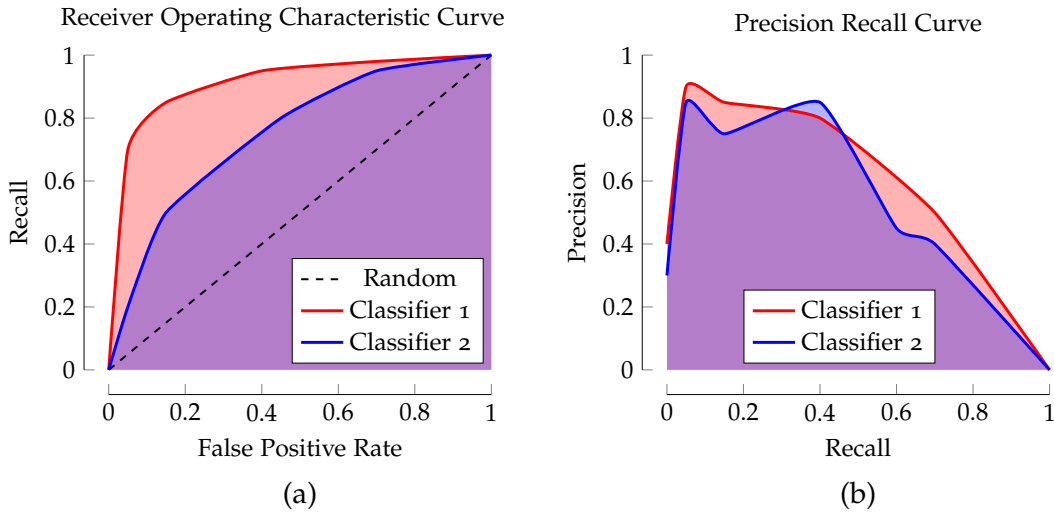 Receiver Operating Characteristic Curve
1
0.8
0.6
0.4
0.2
0
Recall
0 0.2 0.4 0.6 0.8 1
False Positive Rate
Random
Classifier 1
Classifier 2
(a)
Precision Recall Curve
1
0.8
0.6
0.4
0.2
0
Precision
0 0.2 0.4 0.6 0.8 1
Recall
Classifier 1
Classifier 2
(b)